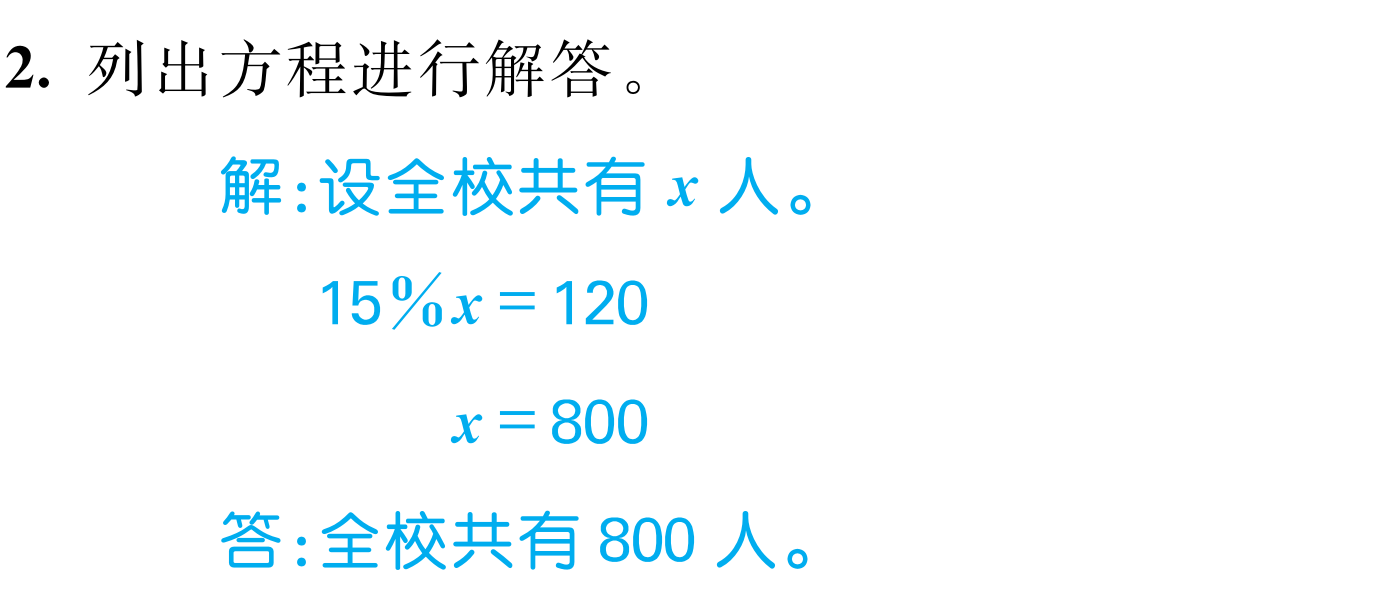 2. 列出方程进行解答。
解:设全校共有 x 人。
15%x=120
x=800
答:全校共有 800 人。